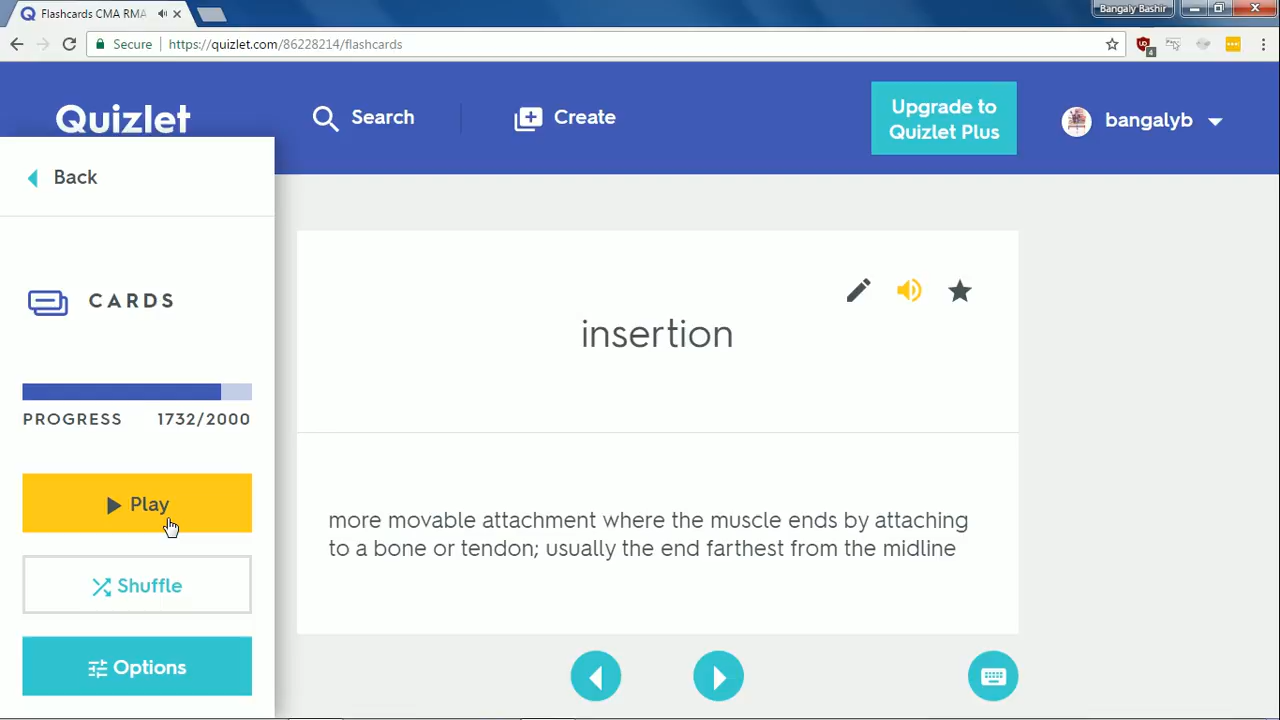 Flashcards CMA RMA
Bangaly Bashir
Secure https://quizlet.com/86228214/flashcards
4
Quizlet
Search
Create
Upgrade to
Quizlet Plus
bangalyb
Back
CARDS
PROGRESS 1732/2000
Play
Shuffle
Options
insertion
more movable attachment where the muscle ends by attaching
to a bone or tendon; usually the end farthest from the midline